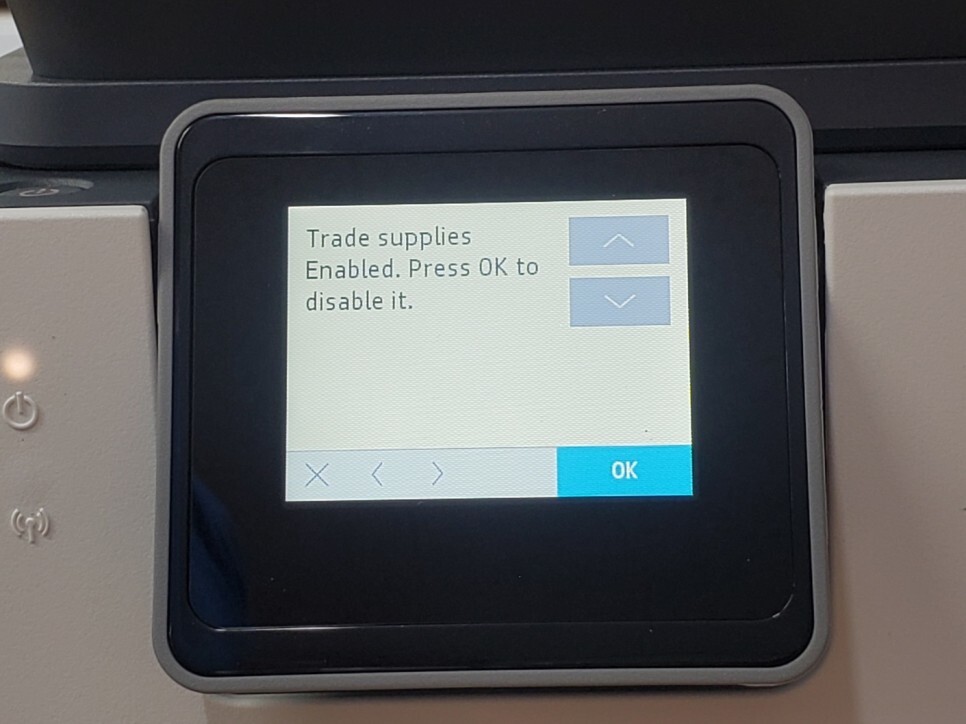 Trade supplies
Enabled. Press OK to
disable it.
OK